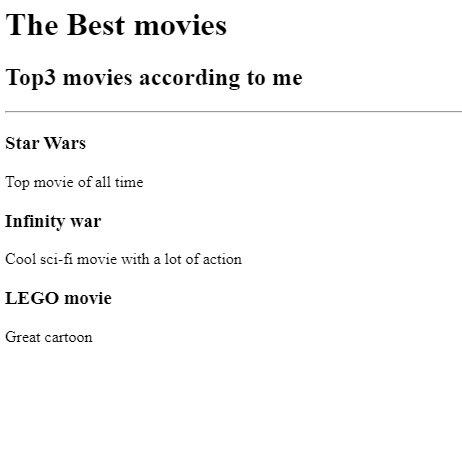 The Best movies
Top3 movies according to me
Star Wars
Top movie of all time
Infinity war
Cool sci-fi movie with a lot of action
LEGO movie
Great cartoon